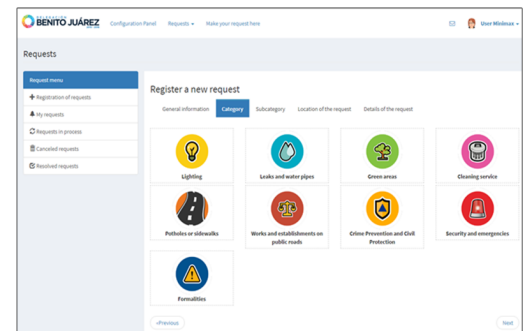 DELEGACIÓN
BENITO JUÁREZ
Configuration Panel Requests Make your request here User Minimax
Requests
Request menu
Registration of requests
My requests
Requests in process
Canceled requests
Resolved requests
Register a new request
General information Category Subcategory Location of the request Details of the request
Lighting
Leaks and water pipes
Green areas
Cleaning service
Potholes or sidewalks
Works and establishments on
public roads
Crime Prevention and Civil
Protection
Security and emergencies
Formalities
‹Previous
Next